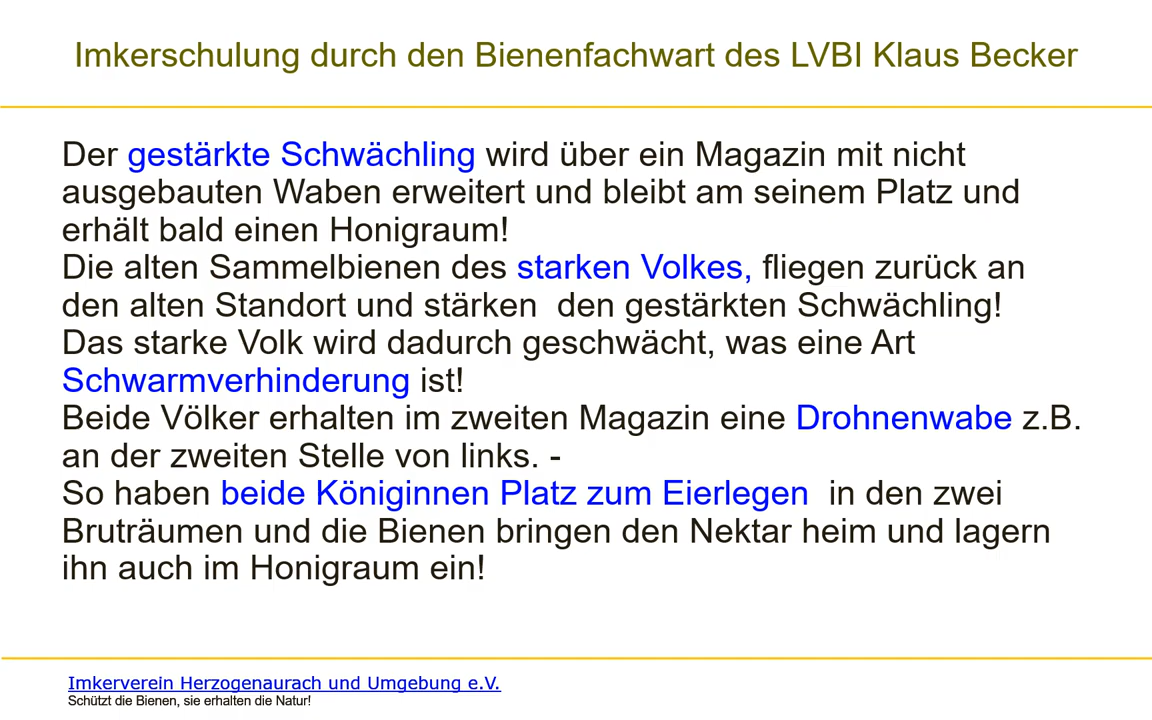 Imkerschulung durch den Bienenfachwart des LVBI Klaus Becker
Der gestärkte Schwächling wird über ein Magazin mit nicht
ausgebauten Waben erweitert und bleibt am seinem Platz und
erhält bald einen Honigraum!
Die alten Sammelbienen des starken Volkes, fliegen zurück an
den alten Standort und stärken  den gestärkten Schwächling!
Das starke Volk wird dadurch geschwächt, was eine Art
Schwarmverhinderung ist!
Beide Völker erhalten im zweiten Magazin eine Drohnenwabe z.B.
an der zweiten Stelle von links. -
So haben beide Königinnen Platz zum Eierlegen  in den zwei
Bruträumen und die Bienen bringen den Nektar heim und lagern
ihn auch im Honigraum ein!
Imkerverein Herzogenaurach und Umgebung e.V.
Schützt die Bienen, sie erhalten die Natur!